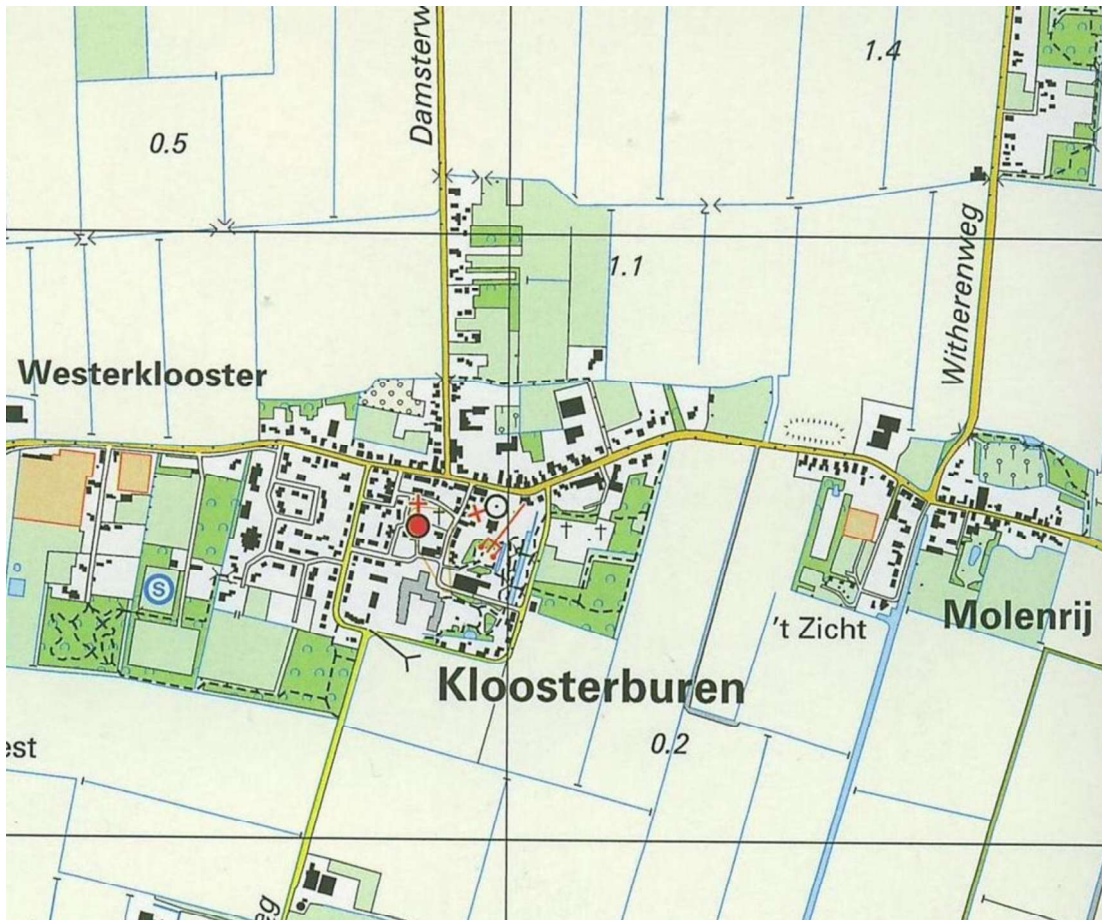 Damsterw
1.4
0.5
Witherenweg
1.1
Westerklooster
S
't Zicht
Molenrij
Kloosterburen
0.2
est
eg